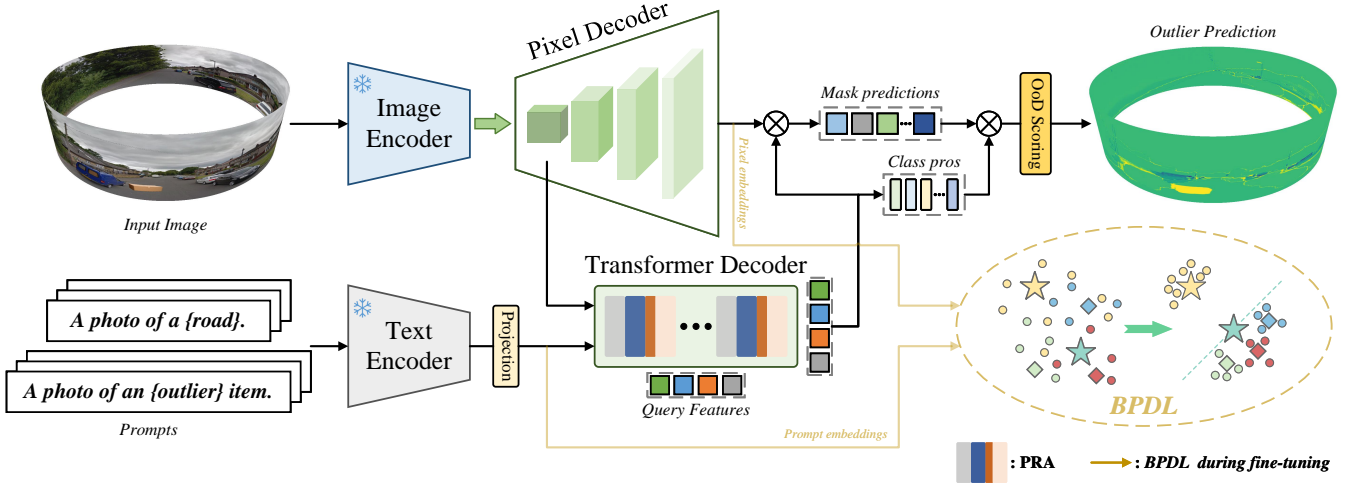 Pixel Decoder
Outlier Prediction
Image
Encoder
Mask predictions
OoD Scoring
Class pros
Pixel embeddings
Input Image
Transformer Decoder
A photo of a {road}.
Text
Encoder
Projection
A photo of an {outlier} item.
Query Features
BPDL
Prompts
Prompt embeddings
: PRA
: BPDL during fine-tuning